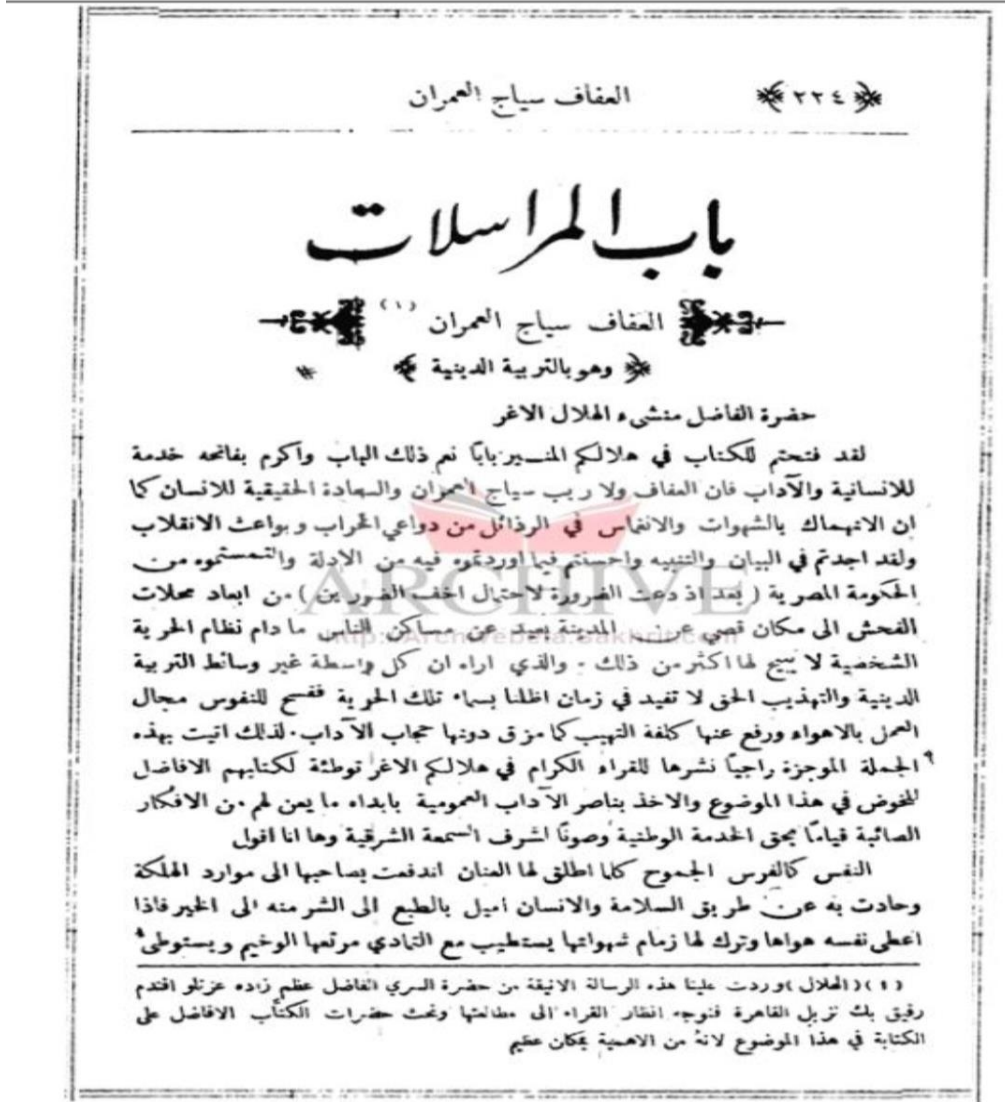 ﴿٢٢٤﴾ العفاف سياج العمران
باب المراسلات
العفاف سياج العمران (١)
﴿ وهو بالتربية الدينية ﴾
حضرة الفاضل منشىء الهلال الاغر
لقد فتحتم للكتاب في هلالكم المنير باباً نعم ذلك الباب واكرم بفاتحه خدمة
للانسانية والآداب فان العفاف ولا ريب سياج العمران والسعادة الحقيقية للانسان كما
ان الانهماك بالشهوات والانغماس في الرذائل من دواعي الخراب وبواعث الانقلاب
ولقد اجدتم في البيان والتنبيه واحسنتم فيما اوردتموه فيه من الادلة والتمستموه من
الحكومة المصرية ( بعد اذ دعت الضرورة لاحتمال اخف الضررين ) من ابعاد محلات
الفحش الى مكان قصي عن المدينة بعيد عن مساكن الناس ما دام نظام الحرية
الشخصية لا يبيح لها اكثر من ذلك . والذي اراه ان كل واسطة غير وسائط التربية
الدينية والتهذيب الحق لا تفيد في زمان اظلنا بسماء تلك الحرية ففسح للنفوس مجال
العمل بالاهواء ورفع عنها كلفة التهيب كما مزق دونها حجاب الآداب . لذلك اتيت بهذه
الجملة الموجزة راجياً نشرها للقراء الكرام في هلالكم الاغر توطئة لكتابهم الافاضل
للخوض في هذا الموضوع والاخذ بناصر الآداب العمومية بابداء ما يعن لهم من الافكار
الصائبة قياماً بحق الخدمة الوطنية وصوناً لشرف السمعة الشرقية وها انا اقول
النفس كالفرس الجموح كلما اطلق لها العنان اندفعت بصاحبها الى موارد الهلكة
وحادت به عن طريق السلامة والانسان أميل بالطبع الى الشر منه الى الخير فاذا
اعطى نفسه هواها وترك لها زمام شهواتها يستطيب مع التمادي مرتعها الوخيم ويستوطىء
(١) (الهلال) وردت علينا هذه الرسالة الانيقة من حضرة السري الفاضل عظم زاده عزتلو افندم
رفيق بك نزيل القاهرة فنوجه انظار القراء الى مطالعتها ونحث حضرات الكتَّاب الافاضل على
الكتابة في هذا الموضوع لانهُ من الاهمية بمكان عظيم
ARCHIVE
http://Archivebeta.Sakhrit.com